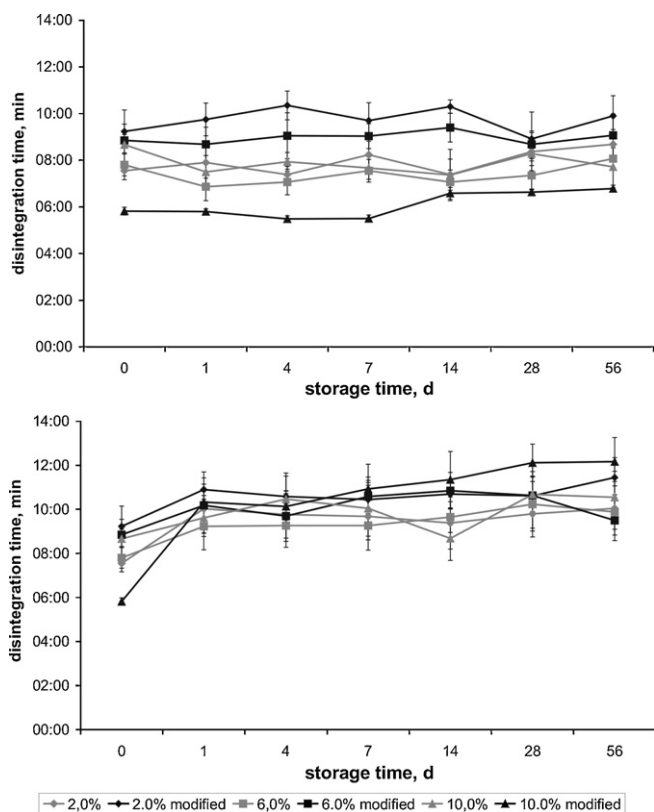 14:00
12:00
10:00
08:00
06:00
04:00
02:00
00:00
disintegration time, min
0 1 4 7 14 28 56
storage time, d
14:00
12:00
10:00
08:00
06:00
04:00
02:00
00:00
disintegration time, min
0 1 4 7 14 28 56
storage time, d
2,0% 2.0% modified 6,0% 6.0% modified 10,0% 10.0% modified